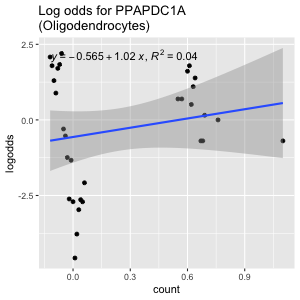 Log odds for PPAPDC1A
(Oligodendrocytes)
2.5
y = −0.565 + 1.02 x, R² = 0.04
0.0
-2.5
logodds
0.0 0.3 0.6 0.9
count